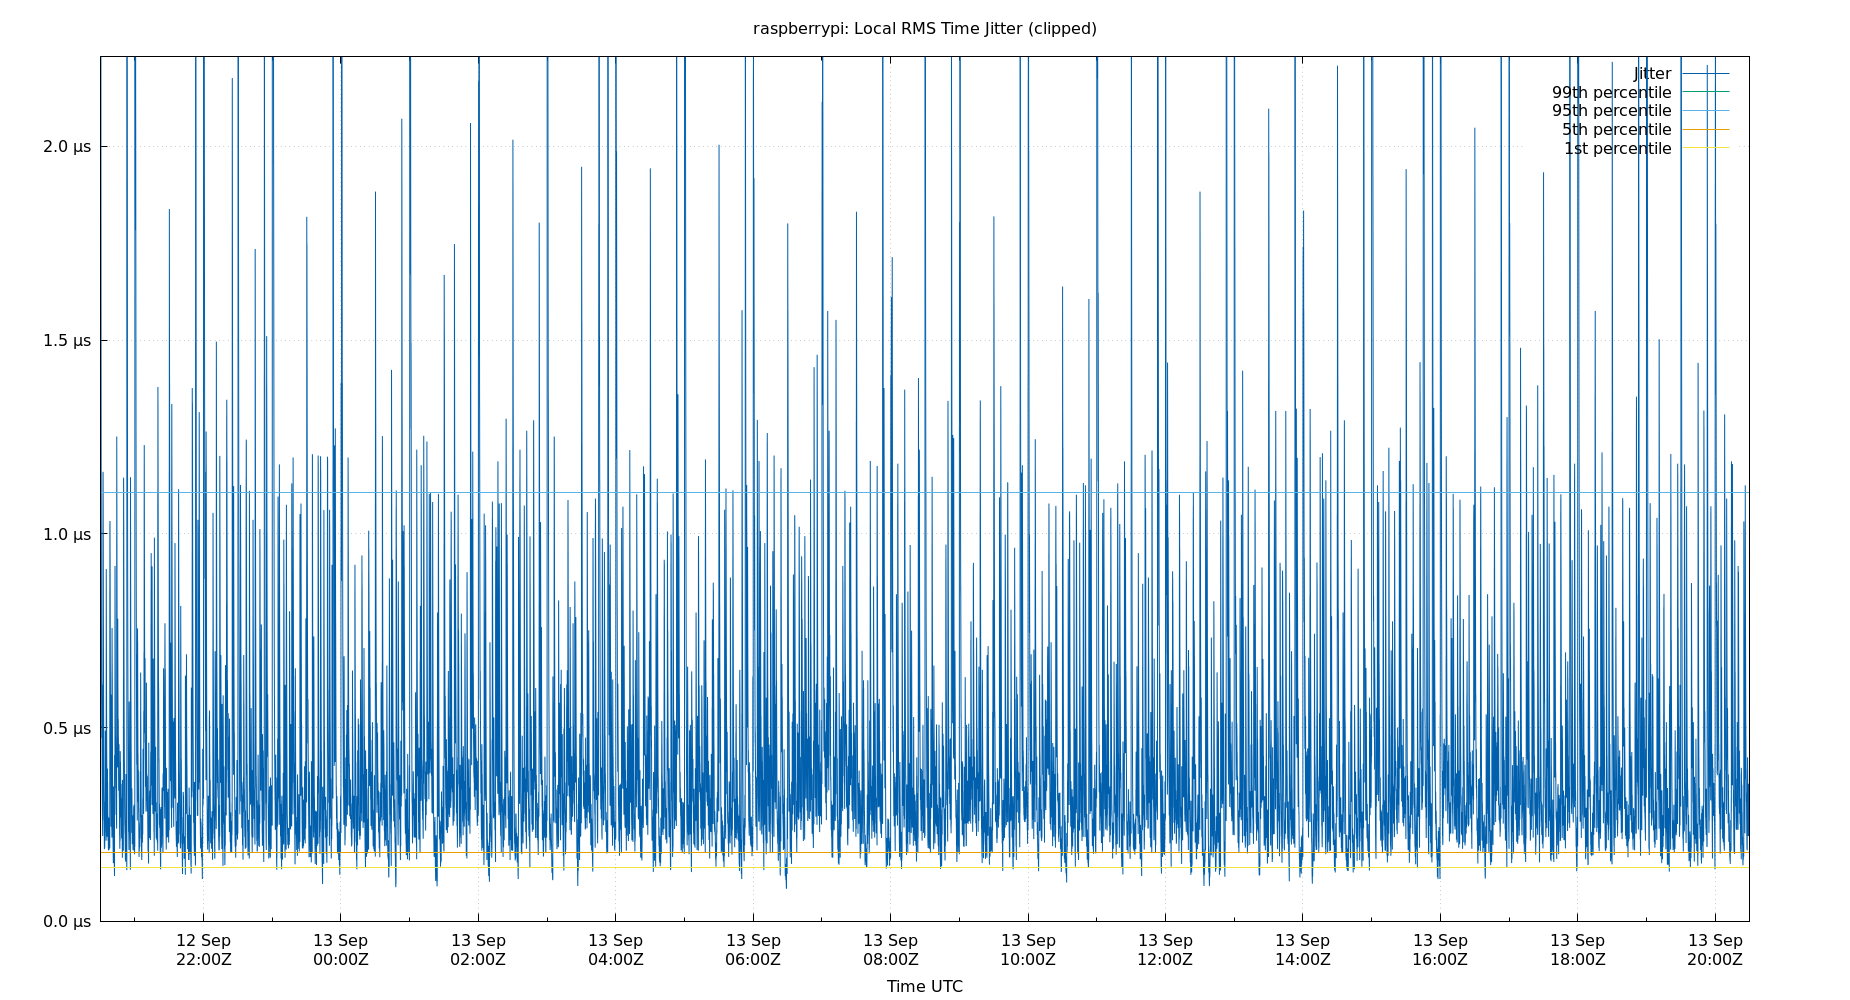 raspberrypi: Local RMS Time Jitter (clipped)
Jitter
99th percentile
95th percentile
5th percentile
1st percentile
2.0 μs
1.5 μs
1.0 μs
0.5 μs
0.0 μs
12 Sep 13 Sep 13 Sep 13 Sep 13 Sep 13 Sep 13 Sep 13 Sep 13 Sep 13 Sep 13 Sep 13 Sep
22:00Z 00:00Z 02:00Z 04:00Z 06:00Z 08:00Z 10:00Z 12:00Z 14:00Z 16:00Z 18:00Z 20:00Z
Time UTC